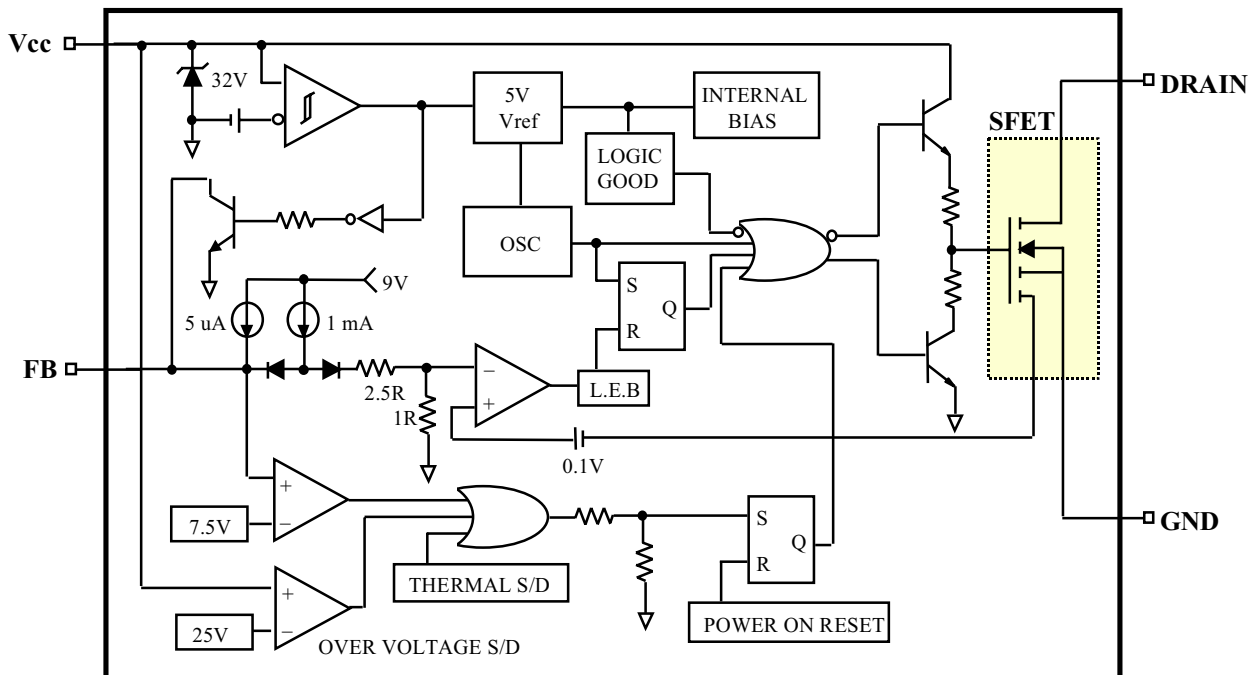 Vcc
32V
5V
Vref
INTERNAL
BIAS
DRAIN
SFET
LOGIC
GOOD
OSC
9V
5 uA
1 mA
S
R
Q
FB
2.5R
1R
−
+
L.E.B
0.1V
+
−
7.5V
THERMAL S/D
S
R
Q
GND
+
−
25V
OVER VOLTAGE S/D
POWER ON RESET